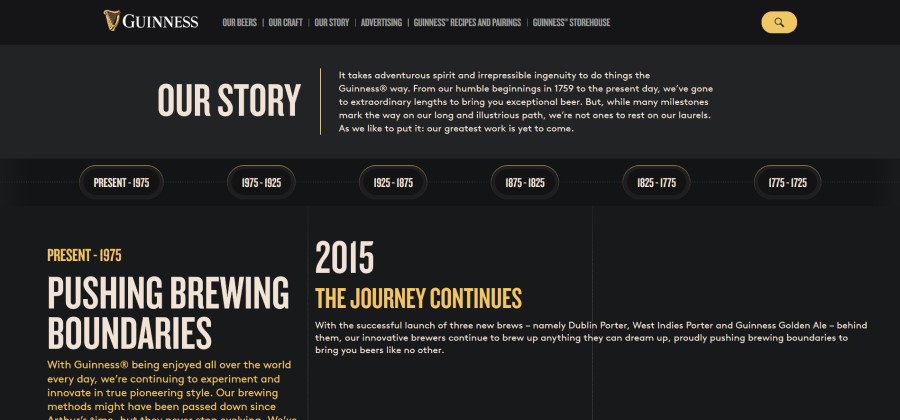 GUINNESS
OUR BEERS | OUR CRAFT | OUR STORY | ADVERTISING | GUINNESS® RECIPES AND PAIRINGS | GUINNESS® STOREHOUSE
OUR STORY
It takes adventurous spirit and irrepressible ingenuity to do things the
Guinness® way. From our humble beginnings in 1759 to the present day, we've gone
to extraordinary lengths to bring you exceptional beer. But, while many milestones
mark the way on our long and illustrious path, we're not ones to rest on our laurels.
As we like to put it: our greatest work is yet to come.
PRESENT - 1975
1975 - 1925
1925 - 1875
1875 - 1825
1825 - 1775
1775 - 1725
PRESENT - 1975
PUSHING BREWING
BOUNDARIES
With Guinness® being enjoyed all over the world
every day, we're continuing to experiment and
innovate in true pioneering style. Our brewing
methods might have been passed down since
Arthur's time, but they never stop evolving. We've
2015
THE JOURNEY CONTINUES
With the successful launch of three new brews – namely Dublin Porter, West Indies Porter and Guinness Golden Ale – behind
them, our innovative brewers continue to brew up anything they can dream up, proudly pushing brewing boundaries to
bring you beers like no other.